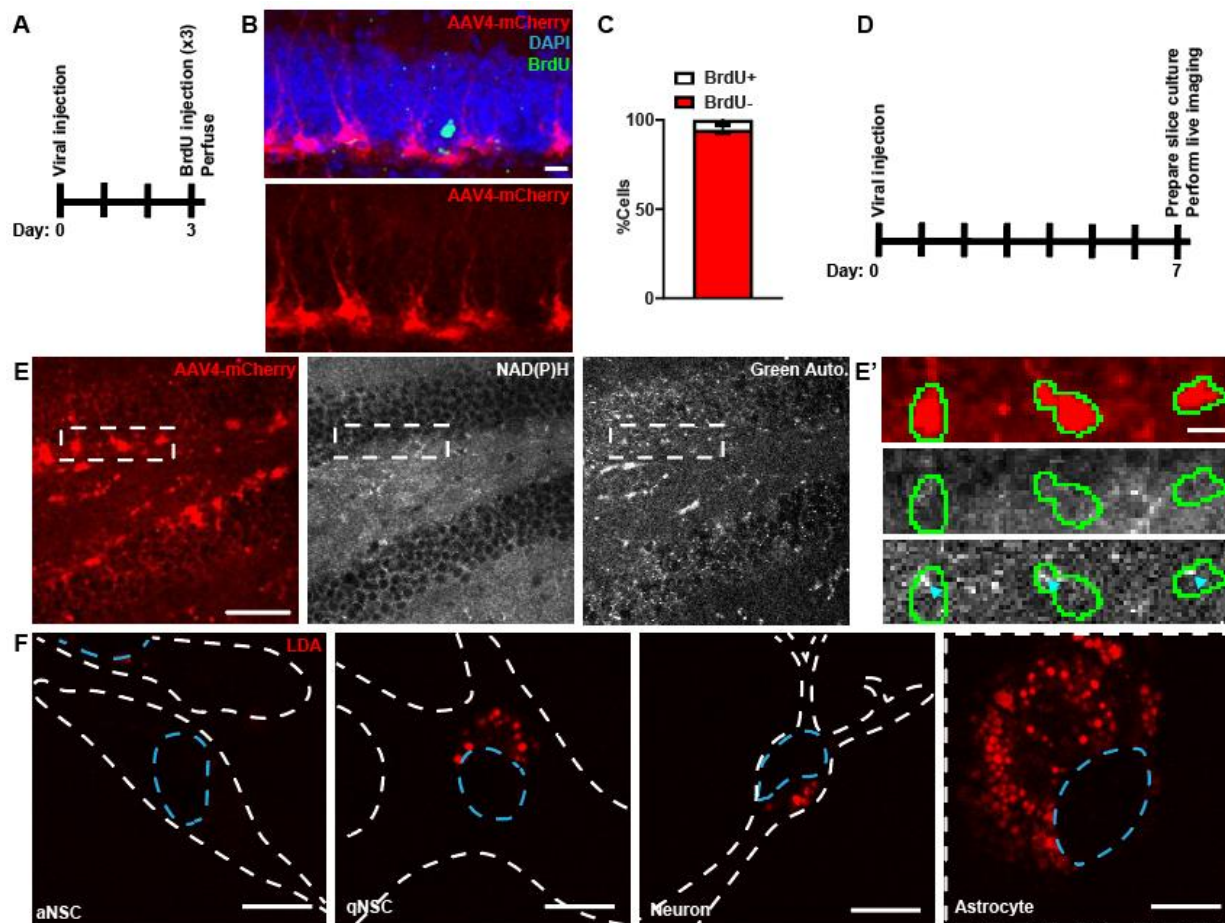 A
Viral injection
BrdU injection (x3)
Perfuse
Day: 0
3
B
AAV4-mCherry
DAPI
BrdU
AAV4-mCherry
C
BrdU+
BrdU-
100
50
0
%Cells
D
Viral injection
Prepare slice culture
Perform live imaging
Day: 0
7
E
AAV4-mCherry
NAD(P)H
Green Auto.
E'
F
LDA
aNSC
qNSC
Neuron
Astrocyte